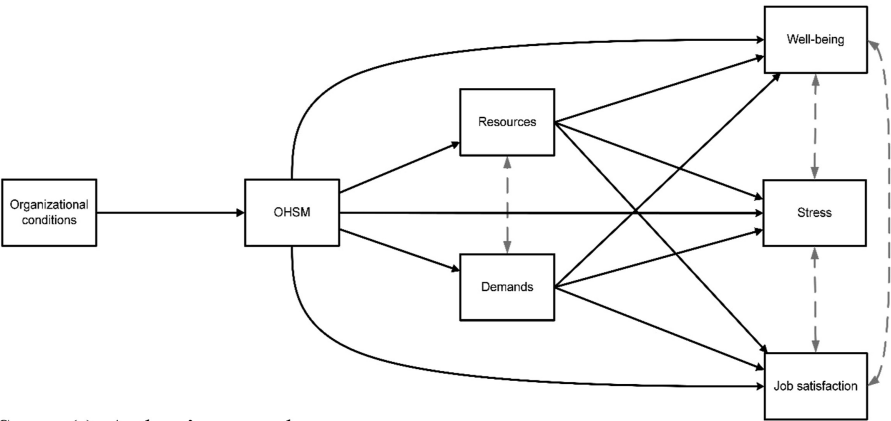 Well-being
Resources
Organizational
conditions
OHSM
Stress
Demands
Job satisfaction